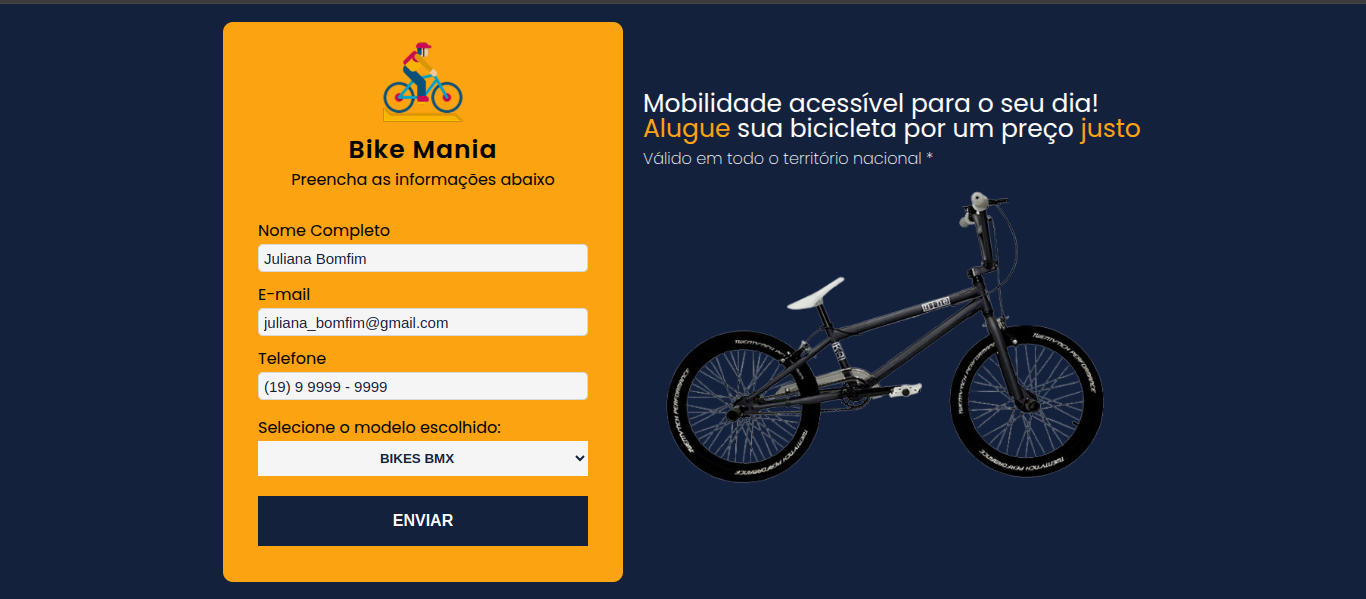 Bike Mania
Preencha as informações abaixo
Nome Completo
Juliana Bomfim
E-mail
juliana_bomfim@gmail.com
Telefone
(19) 9 9999 - 9999
Selecione o modelo escolhido:
BIKES BMX
ENVIAR
Mobilidade acessível para o seu dia!
Alugue sua bicicleta por um preço justo
Válido em todo o território nacional *